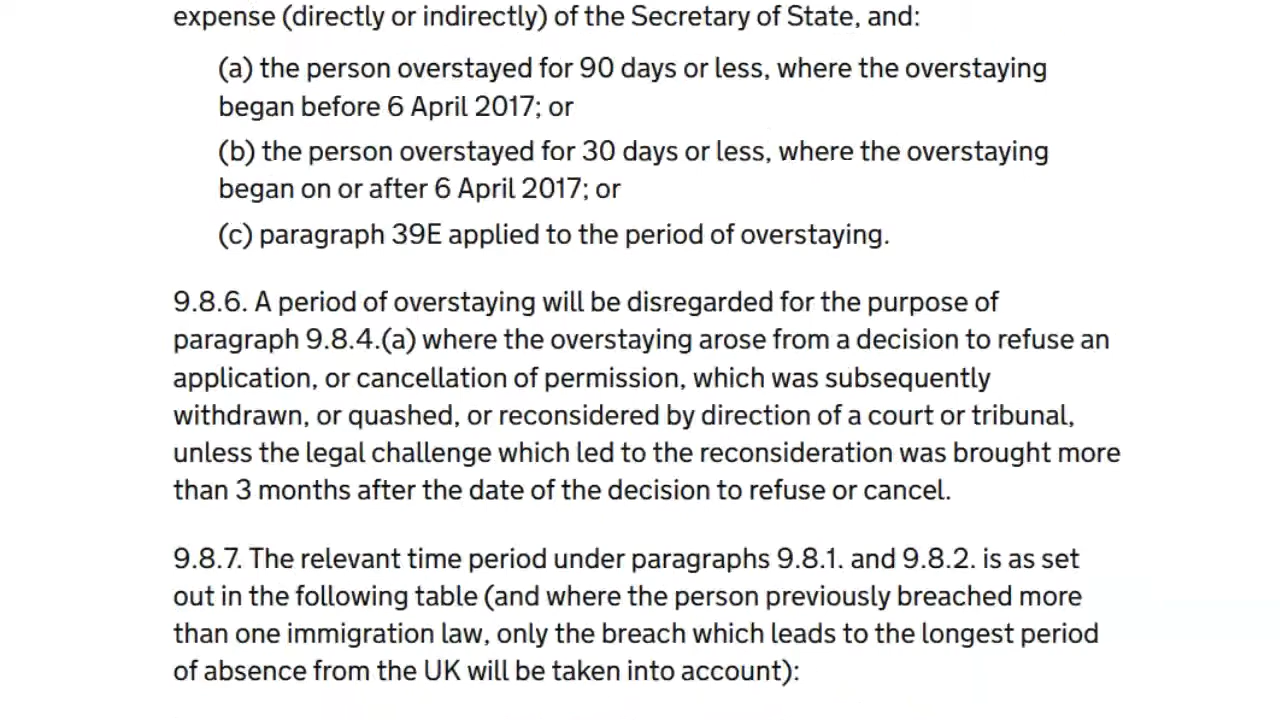 expense (directly or indirectly) of the Secretary of State, and:
(a) the person overstayed for 90 days or less, where the overstaying
began before 6 April 2017; or
(b) the person overstayed for 30 days or less, where the overstaying
began on or after 6 April 2017; or
(c) paragraph 39E applied to the period of overstaying.
9.8.6. A period of overstaying will be disregarded for the purpose of
paragraph 9.8.4.(a) where the overstaying arose from a decision to refuse an
application, or cancellation of permission, which was subsequently
withdrawn, or quashed, or reconsidered by direction of a court or tribunal,
unless the legal challenge which led to the reconsideration was brought more
than 3 months after the date of the decision to refuse or cancel.
9.8.7. The relevant time period under paragraphs 9.8.1. and 9.8.2. is as set
out in the following table (and where the person previously breached more
than one immigration law, only the breach which leads to the longest period
of absence from the UK will be taken into account):